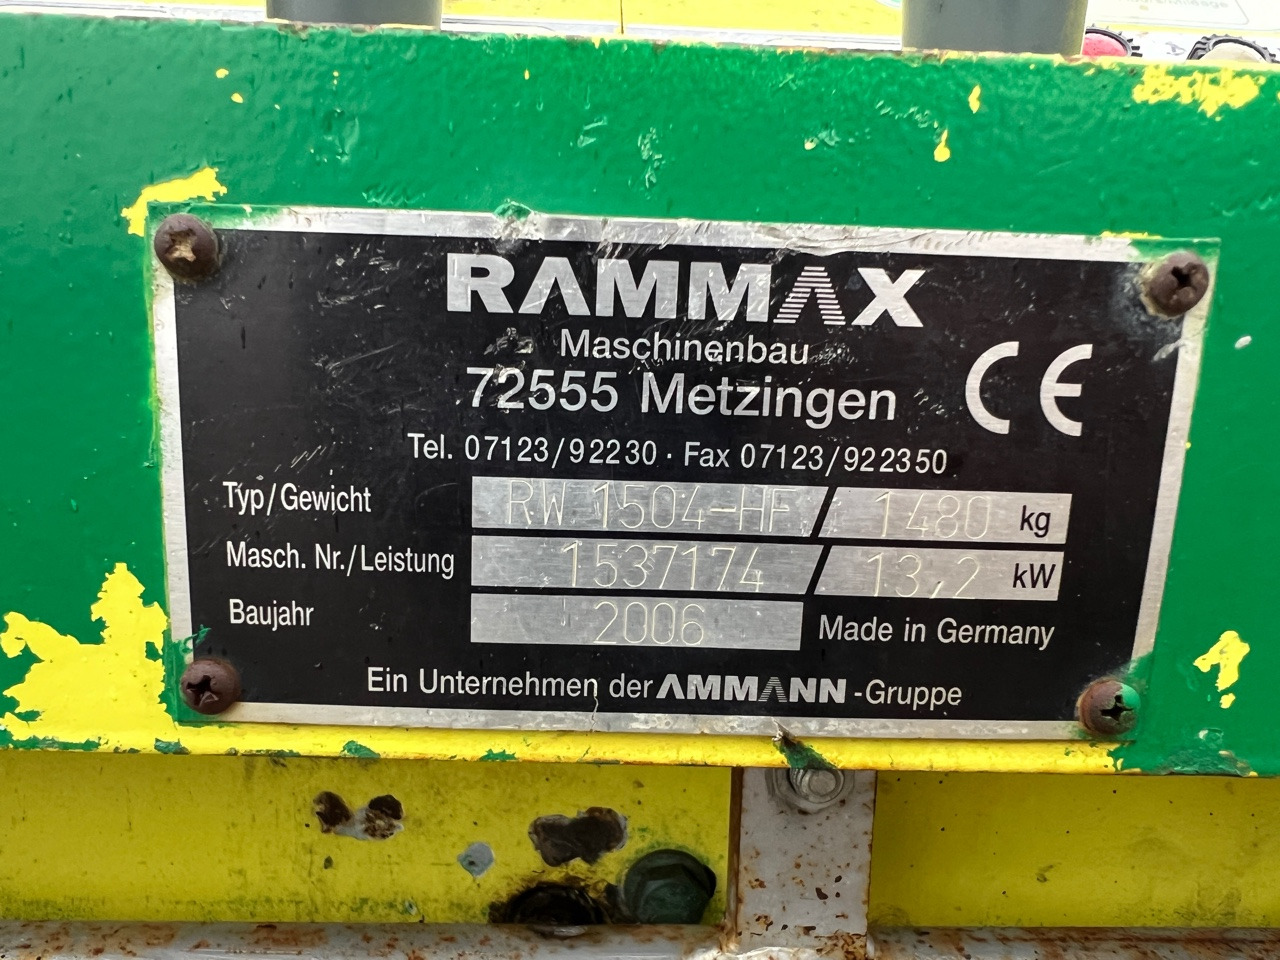 RAMMAX
Maschinenbau
72555 Metzingen
CE
Tel. 07123/92230 · Fax 07123/922350
Typ/Gewicht RW 1504-HF / 1480 kg
Masch. Nr./Leistung 1537174 / 13,2 kW
Baujahr 2006 Made in Germany
Ein Unternehmen der AMMANN-Gruppe